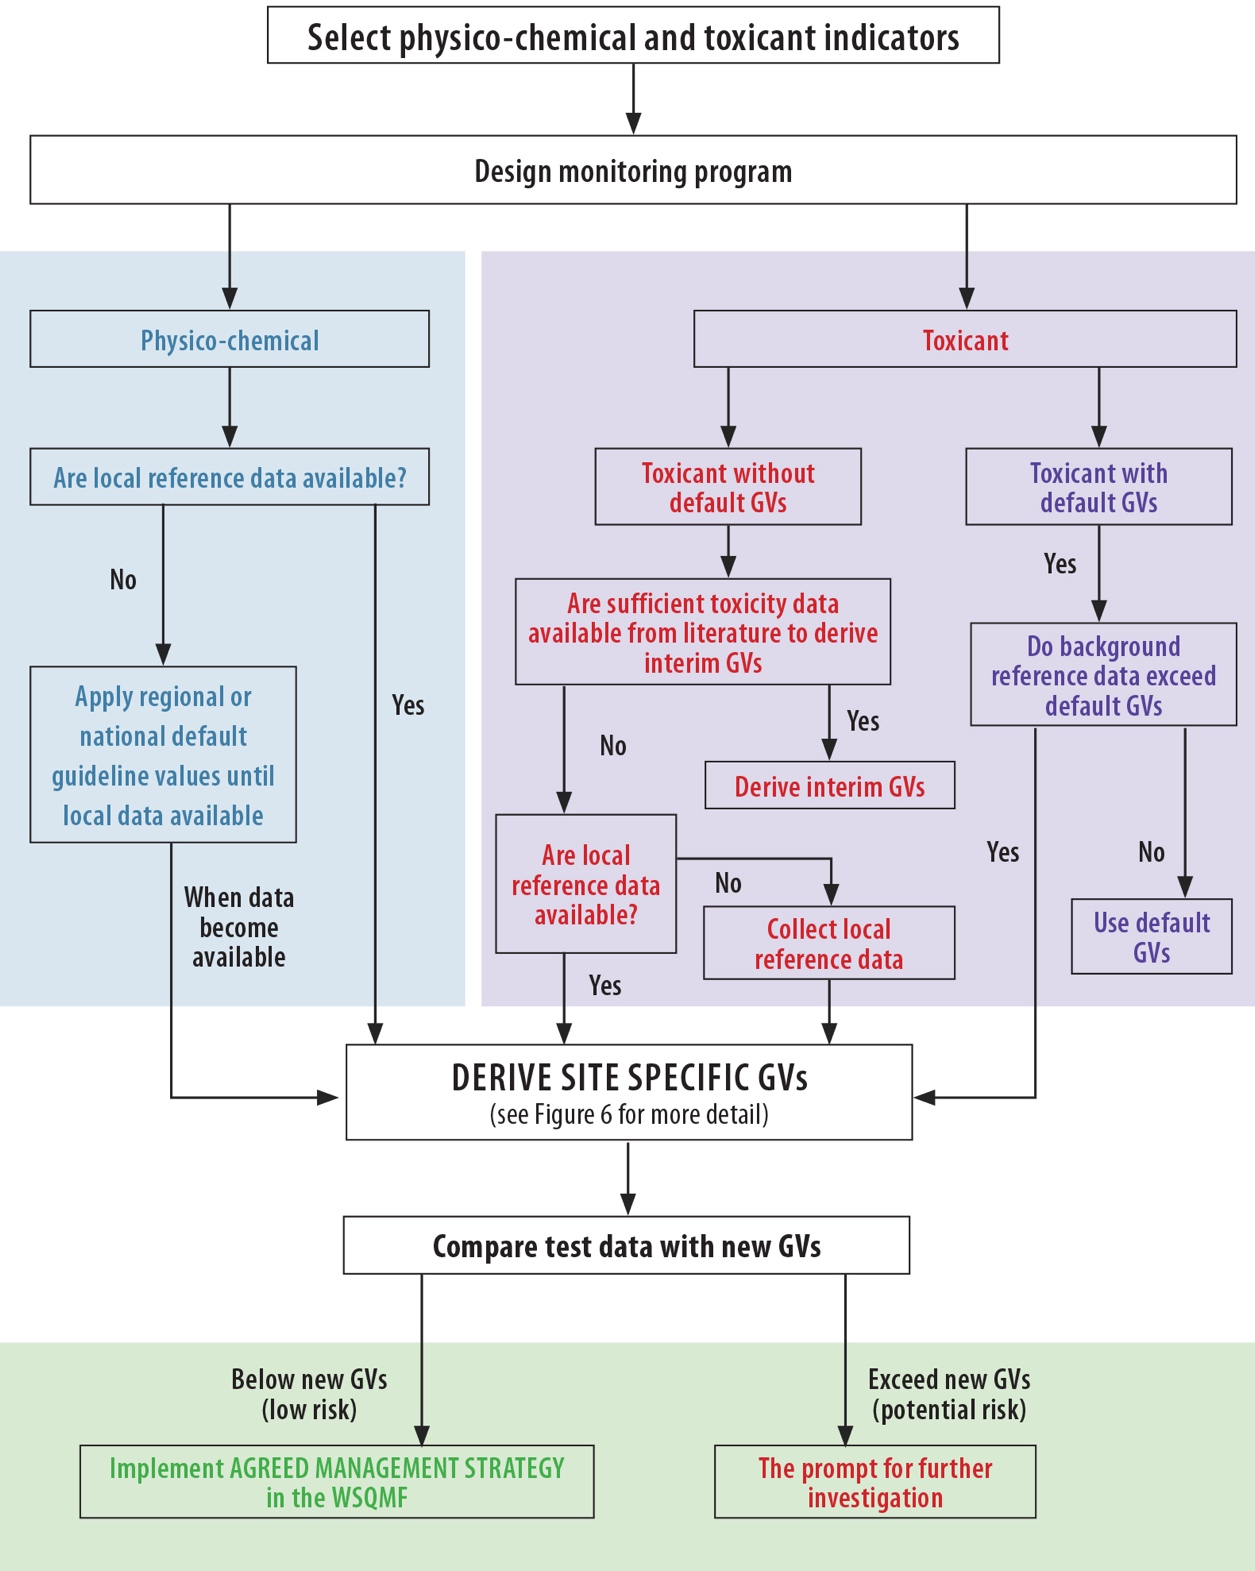 Select physico-chemical and toxicant indicators
Design monitoring program
Physico-chemical
Are local reference data available?
No
Yes
Apply regional or
national default
guideline values until
local data available
When data
become
available
Toxicant
Toxicant without
default GVs
Are sufficient toxicity data
available from literature to derive
interim GVs
No
Yes
Derive interim GVs
Are local
reference data
available?
No
Collect local
reference data
Yes
Toxicant with
default GVs
Yes
Do background
reference data exceed
default GVs
Yes
No
Use default
GVs
DERIVE SITE SPECIFIC GVs
(see Figure 6 for more detail)
Compare test data with new GVs
Below new GVs
(low risk)
Exceed new GVs
(potential risk)
Implement AGREED MANAGEMENT STRATEGY
in the WSQMF
The prompt for further
investigation